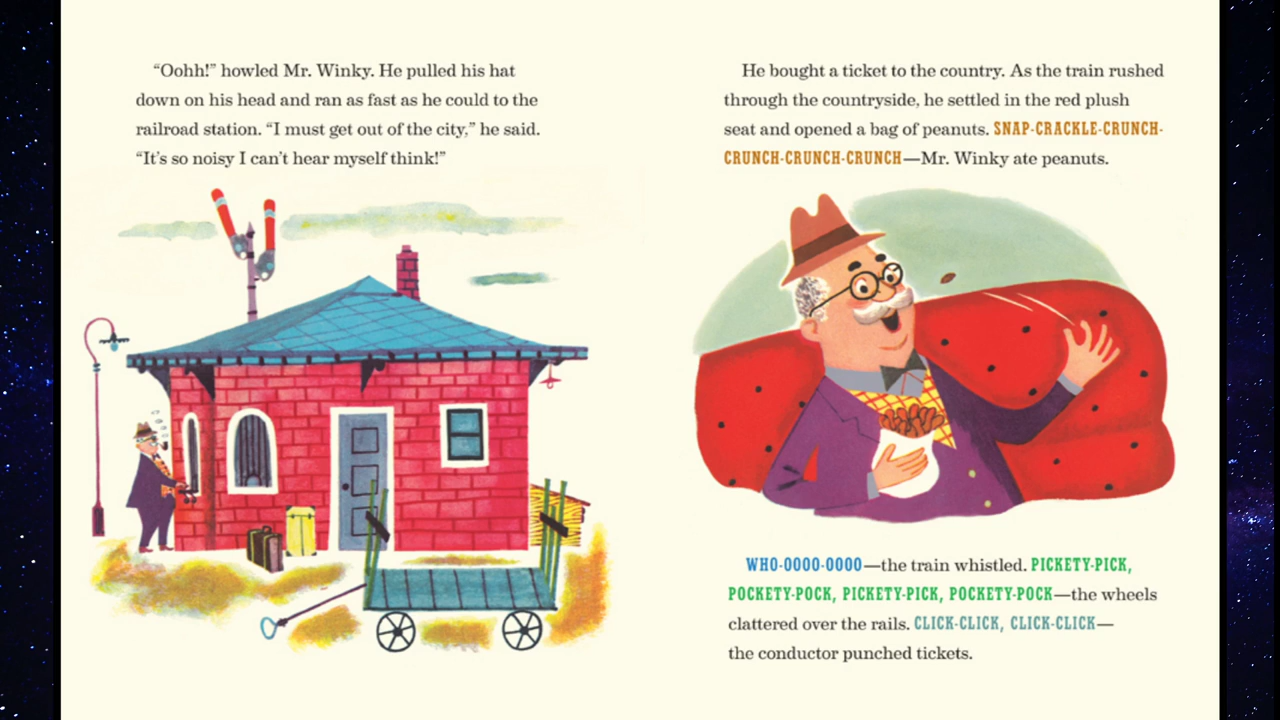 “Oohh!” howled Mr. Winky. He pulled his hat
down on his head and ran as fast as he could to the
railroad station. “I must get out of the city,” he said.
“It’s so noisy I can’t hear myself think!”
He bought a ticket to the country. As the train rushed
through the countryside, he settled in the red plush
seat and opened a bag of peanuts. SNAP-CRACKLE-CRUNCH-
CRUNCH-CRUNCH-CRUNCH—Mr. Winky ate peanuts.
WHO-OOOO-OOOO—the train whistled. PICKETY-PICK,
POCKETY-POCK, PICKETY-PICK, POCKETY-POCK—the wheels
clattered over the rails. CLICK-CLICK, CLICK-CLICK—
the conductor punched tickets.